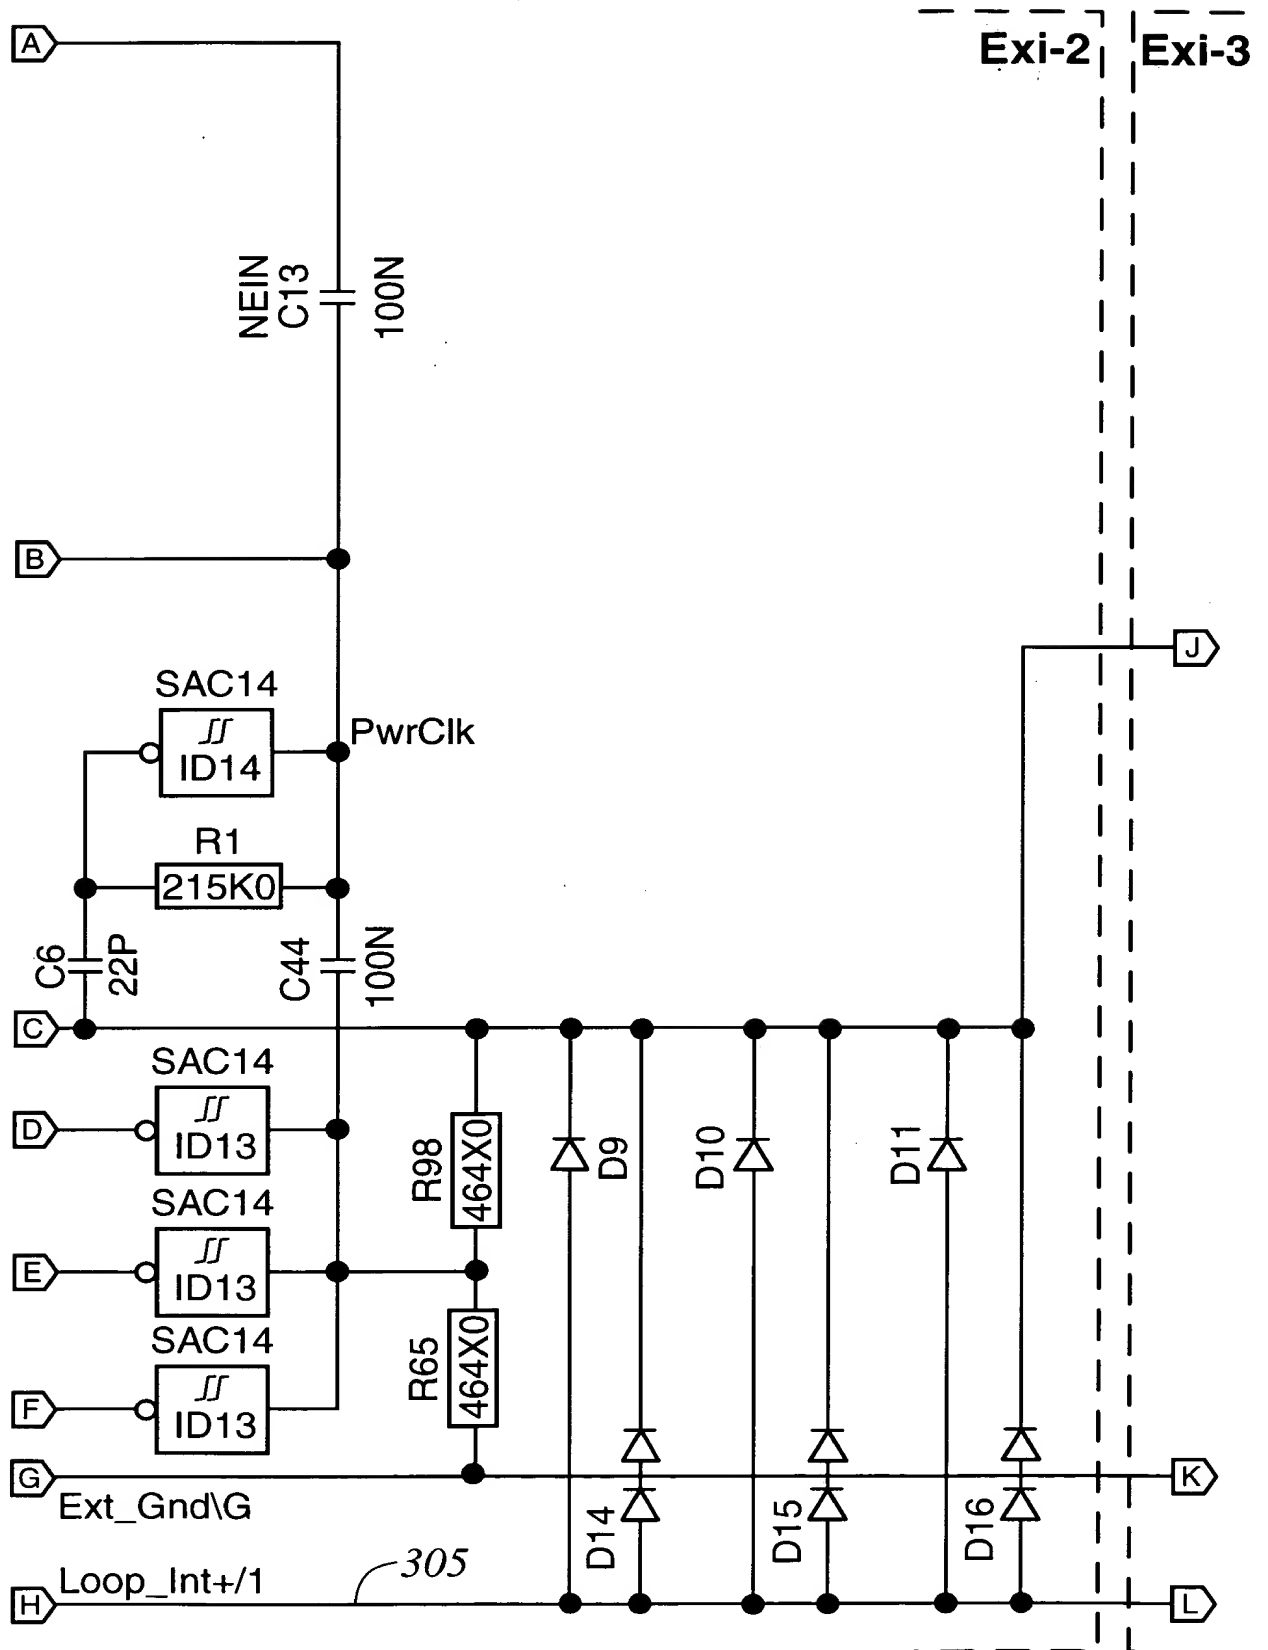 A
Exi-2
Exi-3
NEIN
C13
100N
B
J
SAC14
ID14
PwrClk
R1
215K0
C6
22P
C44
100N
C
SAC14
D
ID13
R98
464X0
D9
D10
D11
SAC14
E
ID13
SAC14
F
ID13
R65
464X0
G
K
Ext_Gnd\G
D14
D15
D16
Loop_Int+/1
305
H
L